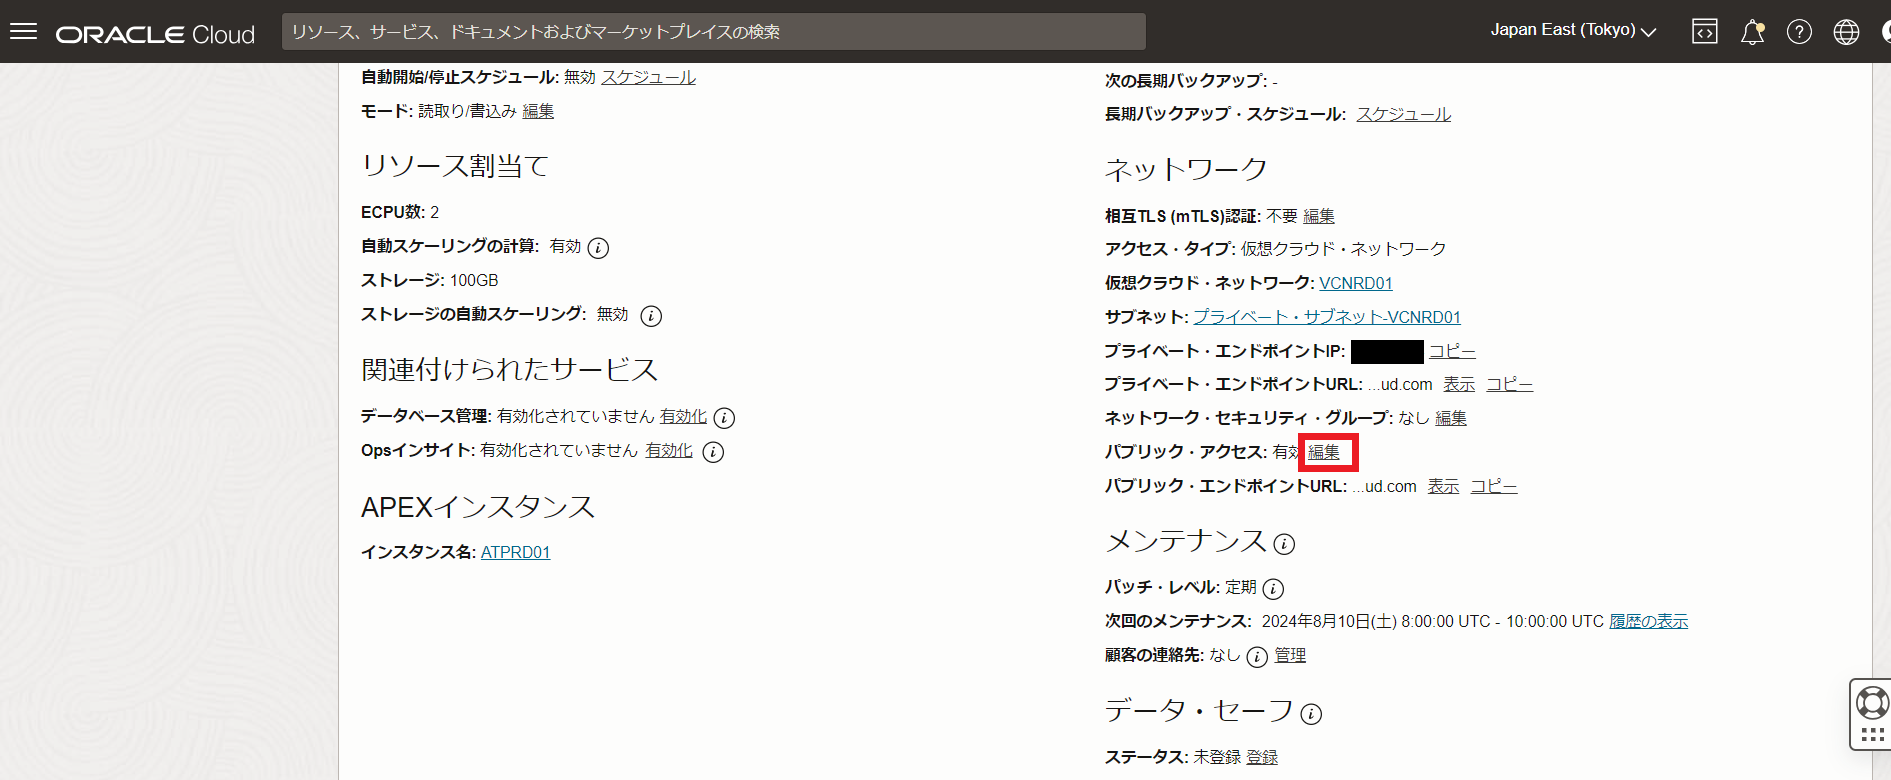 ORACLE Cloud
リソース、サービス、ドキュメントおよびマーケットプレイスの検索
Japan East (Tokyo)
自動開始/停止スケジュール: 無効 スケジュール
モード: 読取り/書込み 編集
リソース割当て
ECPU数: 2
自動スケーリングの計算: 有効
ストレージ: 100GB
ストレージの自動スケーリング: 無効
関連付けられたサービス
データベース管理: 有効化されていません 有効化
Opsインサイト: 有効化されていません 有効化
APEXインスタンス
インスタンス名: ATPRD01
次の長期バックアップ: -
長期バックアップ・スケジュール: スケジュール
ネットワーク
相互TLS (mTLS)認証: 不要 編集
アクセス・タイプ: 仮想クラウド・ネットワーク
仮想クラウド・ネットワーク: VCNRD01
サブネット: プライベート・サブネット-VCNRD01
プライベート・エンドポイントIP: コピー
プライベート・エンドポイントURL: ...ud.com 表示 コピー
ネットワーク・セキュリティ・グループ: なし 編集
パブリック・アクセス: 有効 編集
パブリック・エンドポイントURL: ...ud.com 表示 コピー
メンテナンス
パッチ・レベル: 定期
次回のメンテナンス: 2024年8月10日(土) 8:00:00 UTC - 10:00:00 UTC 履歴の表示
顧客の連絡先: なし 管理
データ・セーフ
ステータス: 未登録 登録